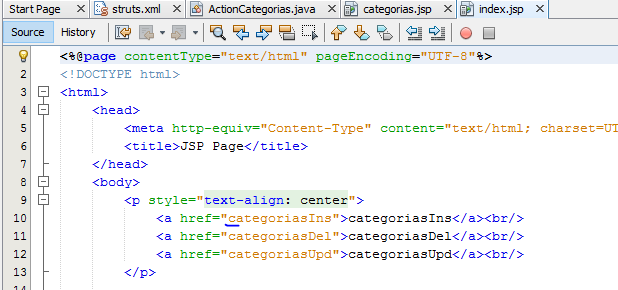 Start Page struts.xml ActionCategorias.java categorias.jsp index.jsp
Source History
1 <%@page contentType="text/html" pageEncoding="UTF-8"%>
2 <!DOCTYPE html>
3 <html>
4 <head>
5 <meta http-equiv="Content-Type" content="text/html; charset=UT
6 <title>JSP Page</title>
7 </head>
8 <body>
9 <p style="text-align: center">
10 <a href="categoriasIns">categoriasIns</a><br/>
11 <a href="categoriasDel">categoriasDel</a><br/>
12 <a href="categoriasUpd">categoriasUpd</a><br/>
13 </p>